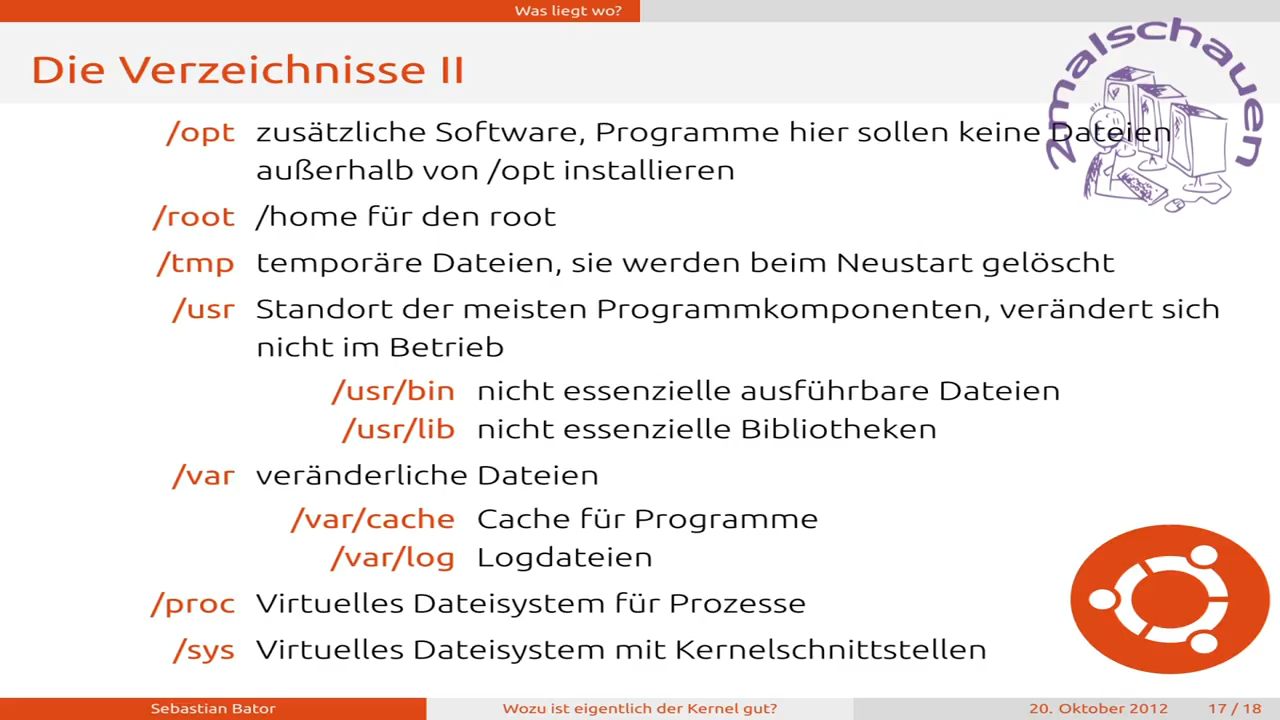 Was liegt wo?
Die Verzeichnisse II
2malschauen
/opt zusätzliche Software, Programme hier sollen keine Dateien
außerhalb von /opt installieren
/root /home für den root
/tmp temporäre Dateien, sie werden beim Neustart gelöscht
/usr Standort der meisten Programmkomponenten, verändert sich
nicht im Betrieb
/usr/bin nicht essenzielle ausführbare Dateien
/usr/lib nicht essenzielle Bibliotheken
/var veränderliche Dateien
/var/cache Cache für Programme
/var/log Logdateien
/proc Virtuelles Dateisystem für Prozesse
/sys Virtuelles Dateisystem mit Kernelschnittstellen
Sebastian Bator Wozu ist eigentlich der Kernel gut? 20. Oktober 2012 17 / 18